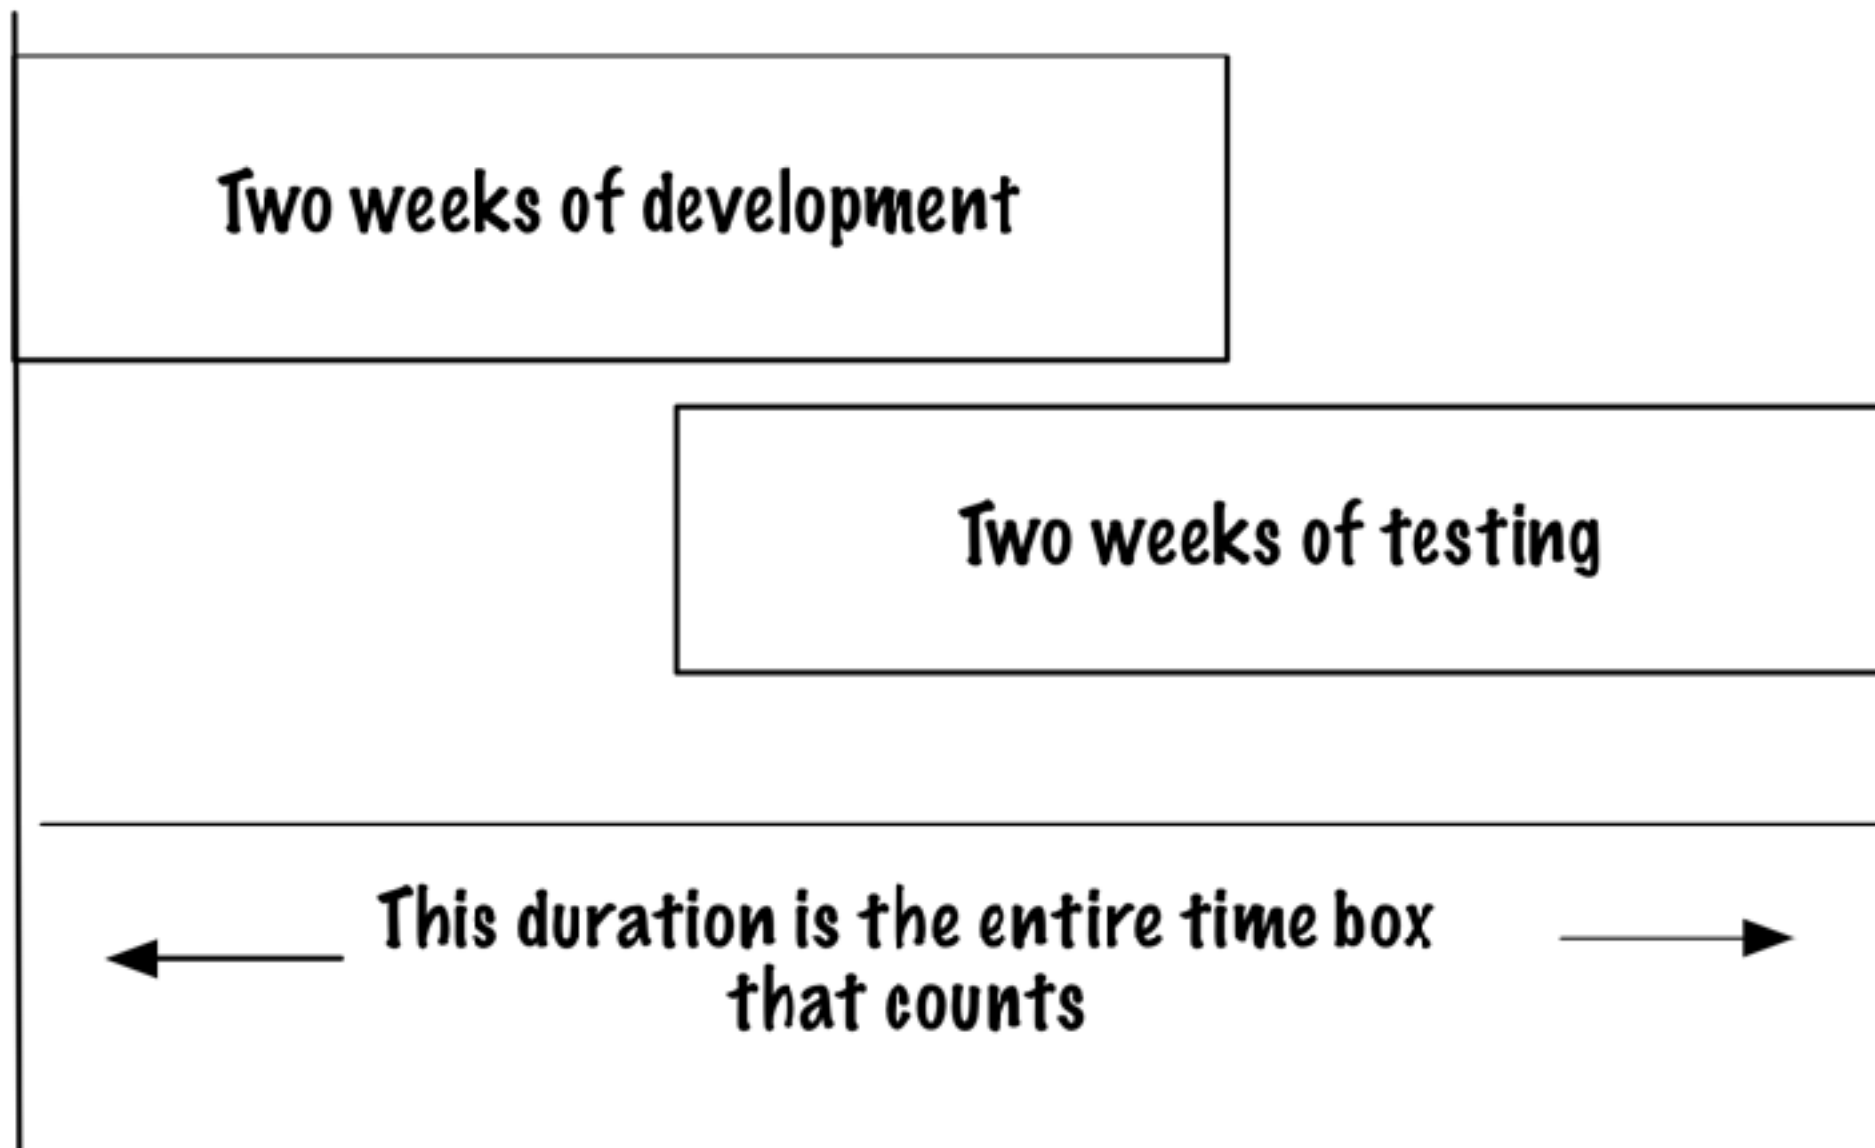 Two weeks of development
Two weeks of testing
This duration is the entire time box
that counts